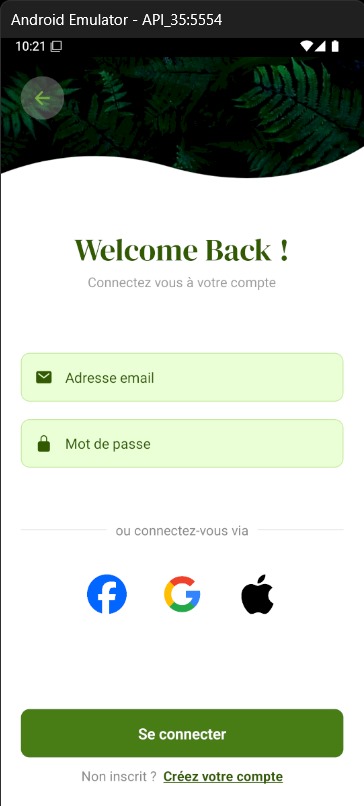 Android Emulator - API_35:5554
10:21
Welcome Back !
Connectez vous à votre compte
Adresse email
Mot de passe
ou connectez-vous via
Se connecter
Non inscrit ? Créez votre compte